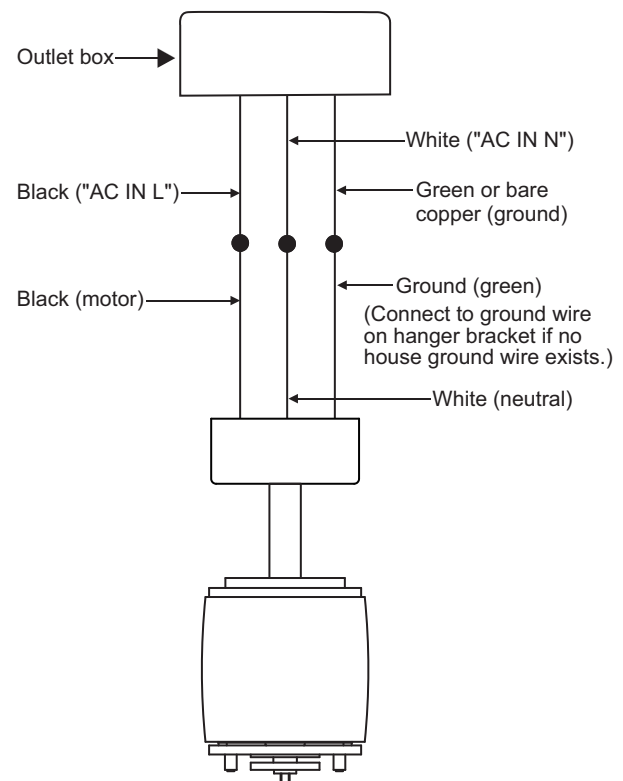 Outlet box
White ("AC IN N")
Black ("AC IN L")
Green or bare
copper (ground)
Black (motor)
Ground (green)
(Connect to ground wire
on hanger bracket if no
house ground wire exists.)
White (neutral)